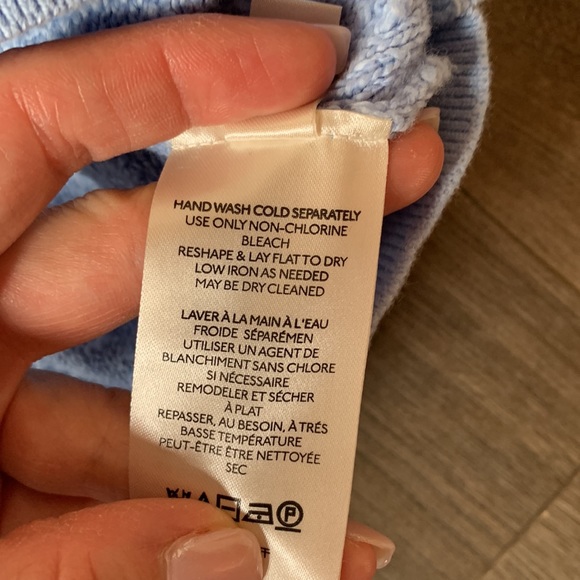 HAND WASH COLD SEPARATELY
USE ONLY NON-CHLORINE
BLEACH
RESHAPE & LAY FLAT TO DRY
LOW IRON AS NEEDED
MAY BE DRY CLEANED
LAVER À LA MAIN À L'EAU
FROIDE SÉPARÉMEN
UTILISER UN AGENT DE
BLANCHIMENT SANS CHLORE
SI NÉCESSAIRE
REMODELER ET SÉCHER
À PLAT
REPASSER, AU BESOIN, À TRÉS
BASSE TEMPÉRATURE
PEUT-ÊTRE ÊTRE NETTOYÉE
SEC
P